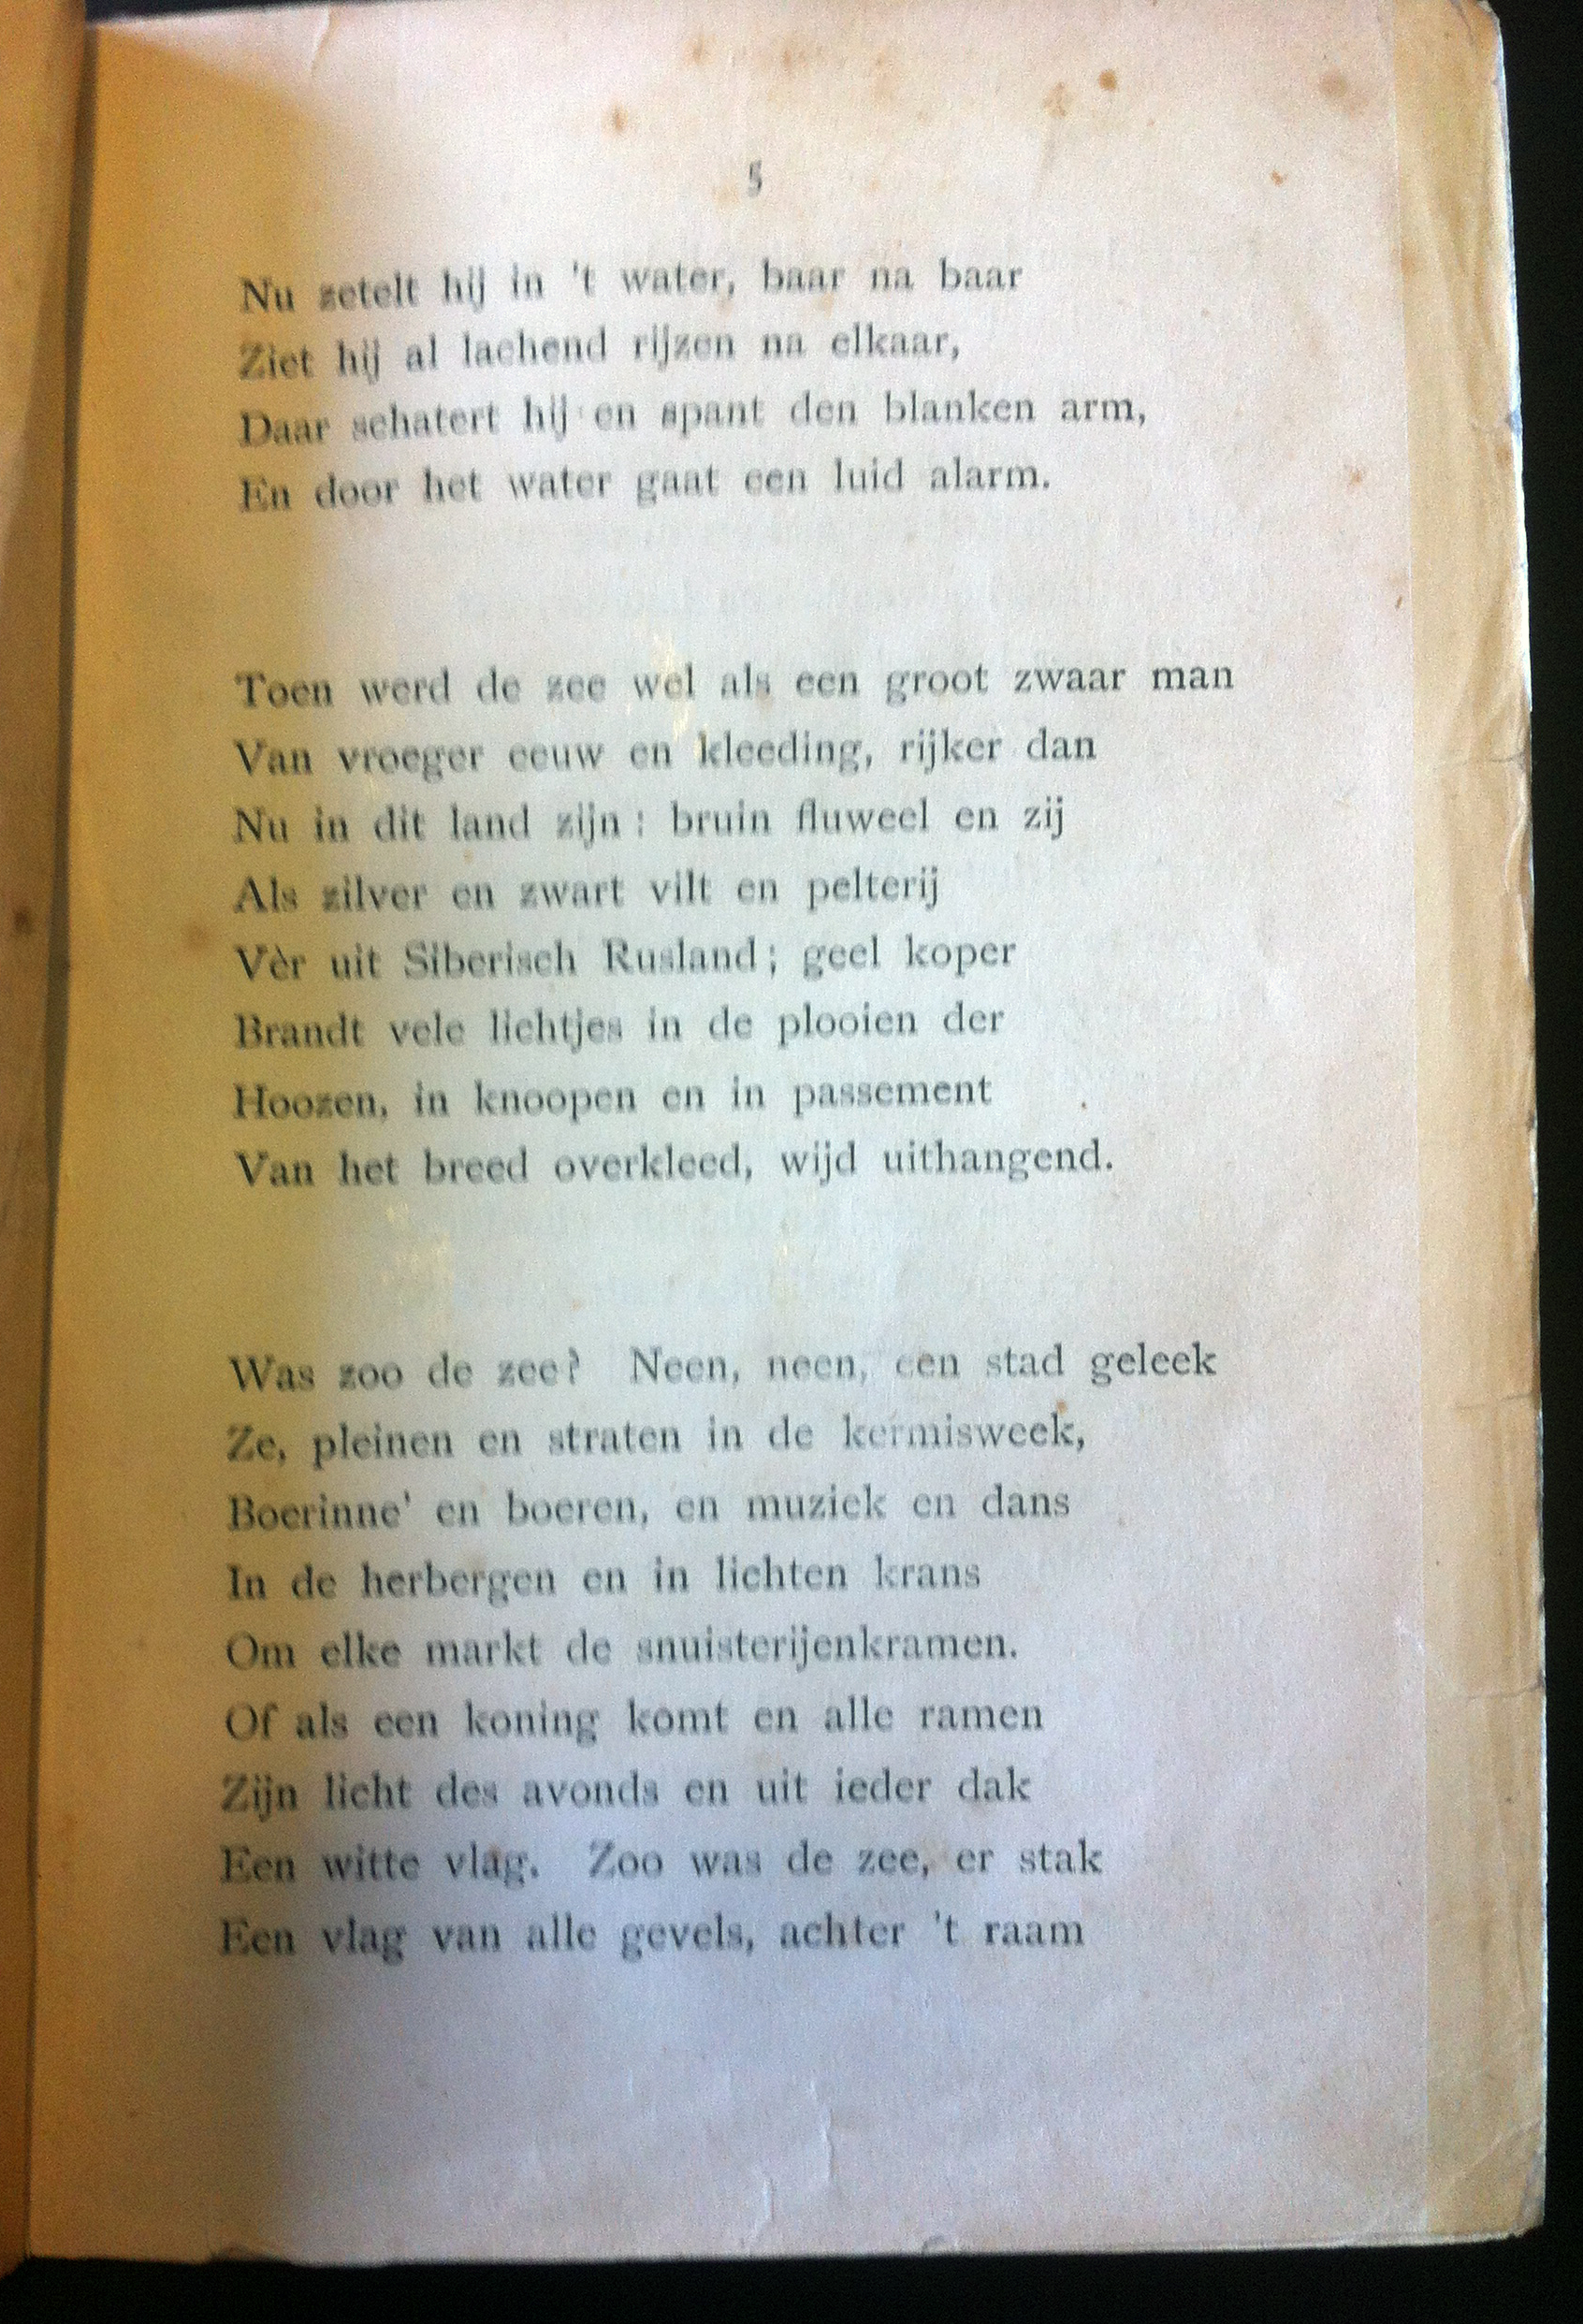 5
Nu zetelt hij in 't water, baar na baar
Ziet hij al lachend rijzen na elkaar,
Daar schatert hij en spant den blanken arm,
En door het water gaat een luid alarm.
Toen werd de zee wel als een groot zwaar man
Van vroeger eeuw en kleeding, rijker dan
Nu in dit land zijn : bruin fluweel en zij
Als zilver en zwart vilt en pelterij
Vèr uit Siberisch Rusland ; geel koper
Brandt vele lichtjes in de plooien der
Hoozen, in knoopen en in passement
Van het breed overkleed, wijd uithangend.
Was zoo de zee? Neen, neen, een stad geleek
Ze, pleinen en straten in de kermisweek,
Boerinne' en boeren, en muziek en dans
In de herbergen en in lichten krans
Om elke markt de snuisterijenkramen.
Of als een koning komt en alle ramen
Zijn licht des avonds en uit ieder dak
Een witte vlag. Zoo was de zee, er stak
Een vlag van alle gevels, achter 't raam